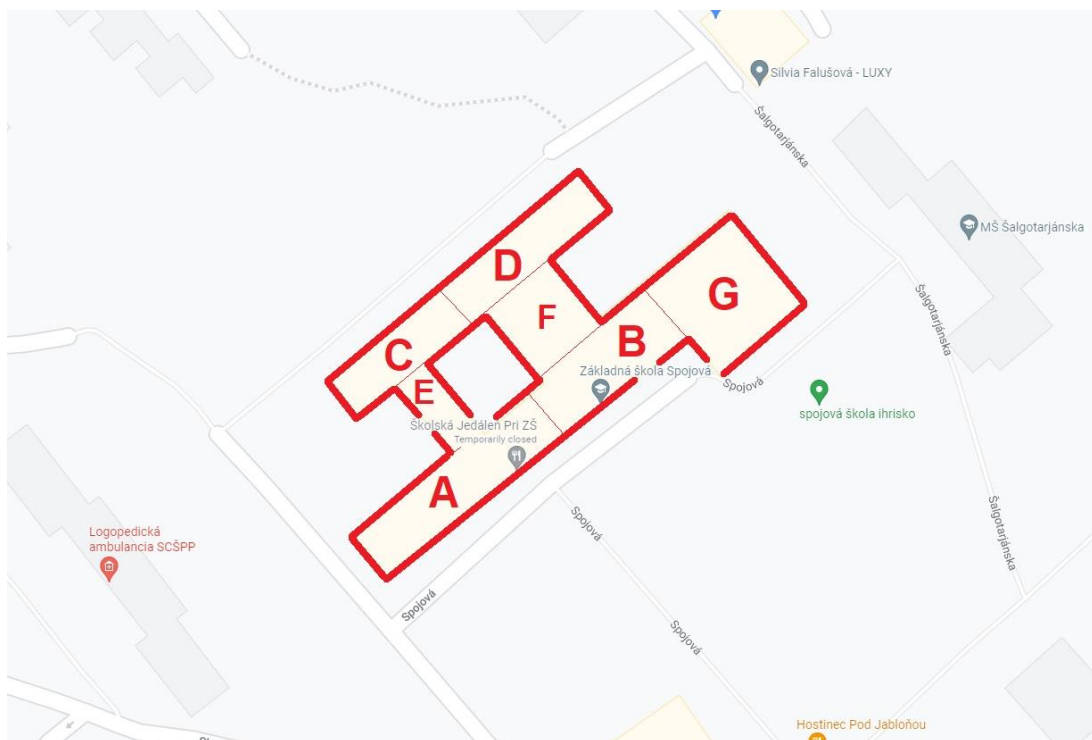 Silvia Falušová - LUXY
Šalgotarjánska
MŠ Šalgotarjánska
Šalgotarjánska
D
F
G
C
B
E
Základná škola Spojová
Spojová
spojová škola ihrisko
Školská Jedáleň Pri ZŠ
Temporarily closed
A
Šalgotarjánska
Logopedická
ambulancia SCŠPP
Spojová
Spojová
Spojová
Hostinec Pod Jabloňou